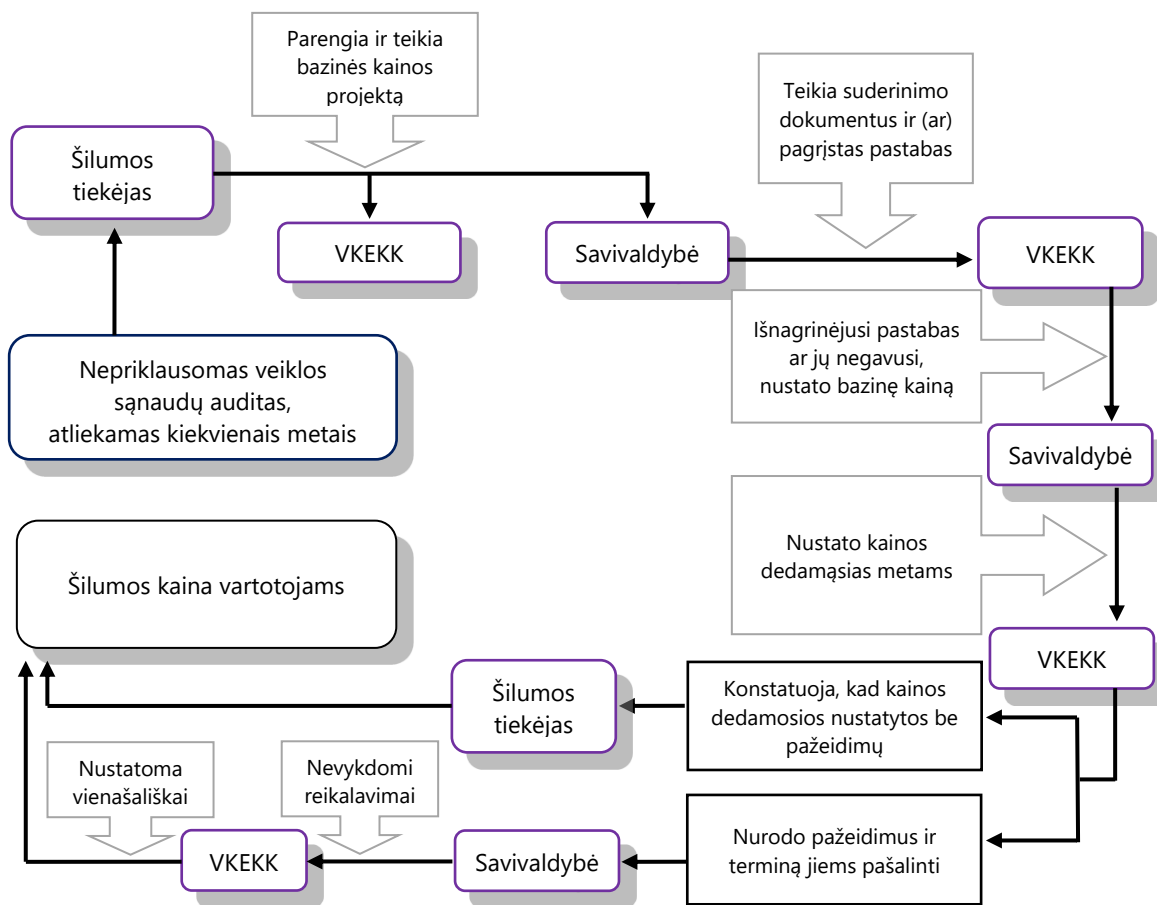 Parengia ir teikia
bazinės kainos
projektą
Teikia suderinimo
dokumentus ir (ar)
pagrįstas pastabas
Šilumos
tiekėjas
VKEKK
Savivaldybė
VKEKK
Išnagrinėjusi pastabas
ar jų negavusi,
nustato bazinę kainą
Nepriklausomas veiklos
sąnaudų auditas,
atliekamas kiekvienais metais
Savivaldybė
Nustato kainos
dedamąsias metams
Šilumos kaina vartotojams
VKEKK
Konstatuoja, kad kainos
dedamosios nustatytos be
pažeidimų
Šilumos
tiekėjas
Nustatoma
vienašališkai
Nevykdomi
reikalavimai
Nurodo pažeidimus ir
terminą jiems pašalinti
Savivaldybė
VKEKK